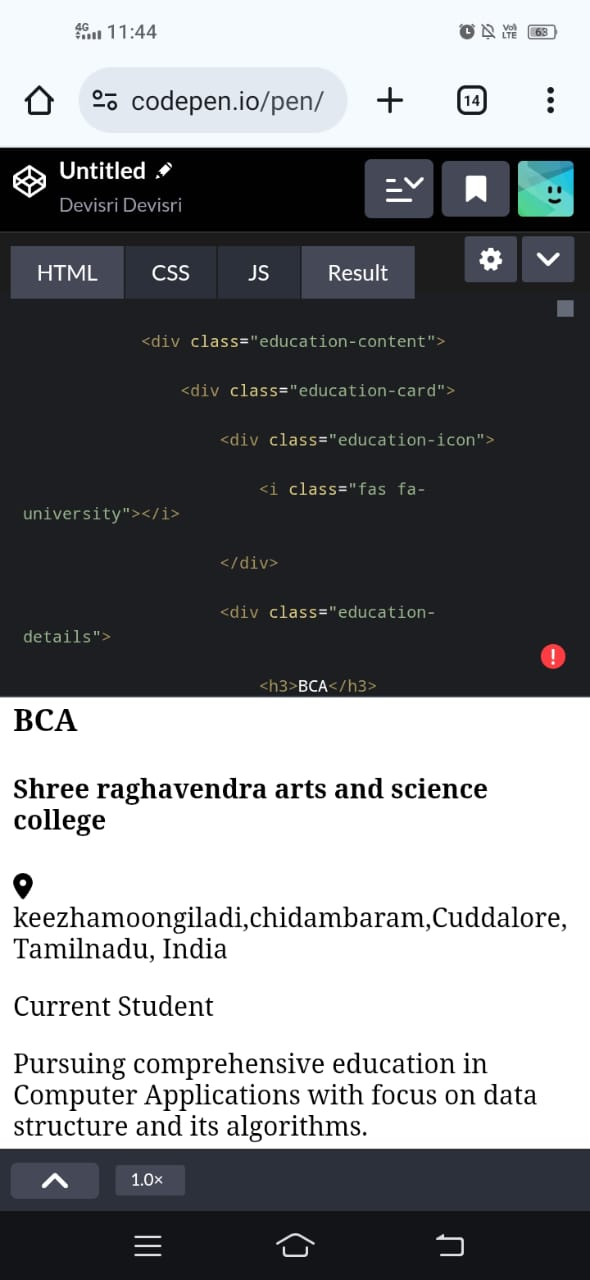 4G 11:44 Vo) LTE 63
codepen.io/pen/ 14
Untitled
Devisri Devisri
HTML CSS JS Result
<div class="education-content">
<div class="education-card">
<div class="education-icon">
<i class="fas fa-
university"></i>
</div>
<div class="education-
details">
<h3>BCA</h3>
BCA
Shree raghavendra arts and science
college
keezhamoongiladi,chidambaram,Cuddalore,
Tamilnadu, India
Current Student
Pursuing comprehensive education in
Computer Applications with focus on data
structure and its algorithms.
1.0×